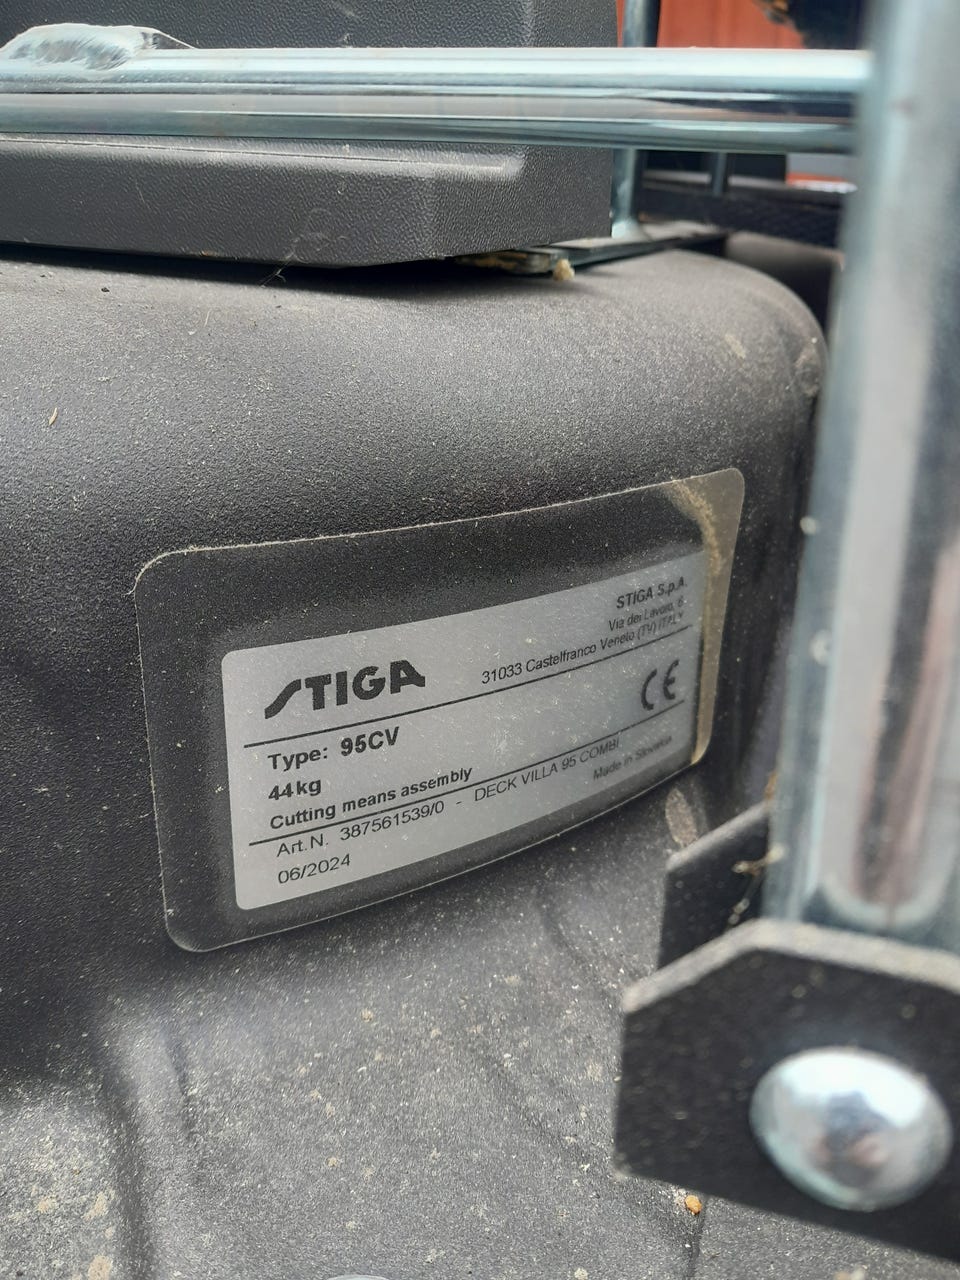 STIGA
STIGA S.p.A.
Via dei Lavoro, 6
31033 Castelfranco Veneto (TV) ITALY
CE
Type: 95CV
44kg
Cutting means assembly
Art.N. 387561539/0 - DECK VILLA 95 COMBI
06/2024
Made in Slovakia